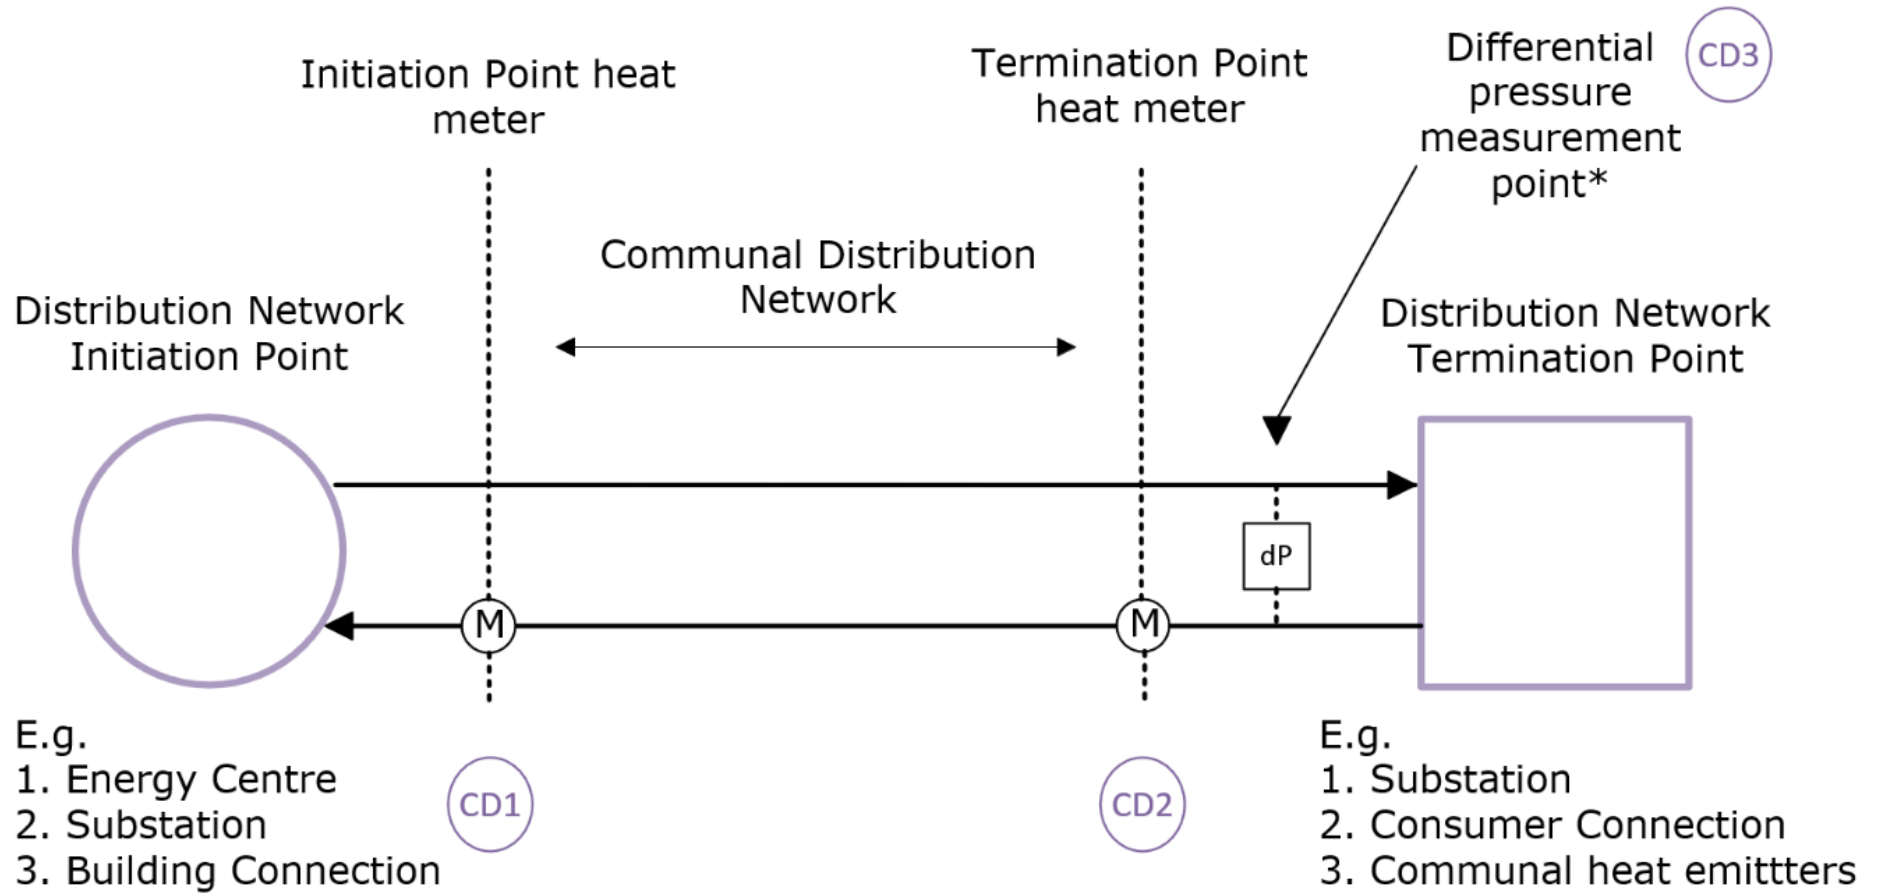 Initiation Point heat
meter
Termination Point
heat meter
Differential
pressure
measurement
point*
CD3
Communal Distribution
Network
Distribution Network
Initiation Point
Distribution Network
Termination Point
dP
M
M
E.g.
1. Energy Centre
2. Substation
3. Building Connection
CD1
CD2
E.g.
1. Substation
2. Consumer Connection
3. Communal heat emittters